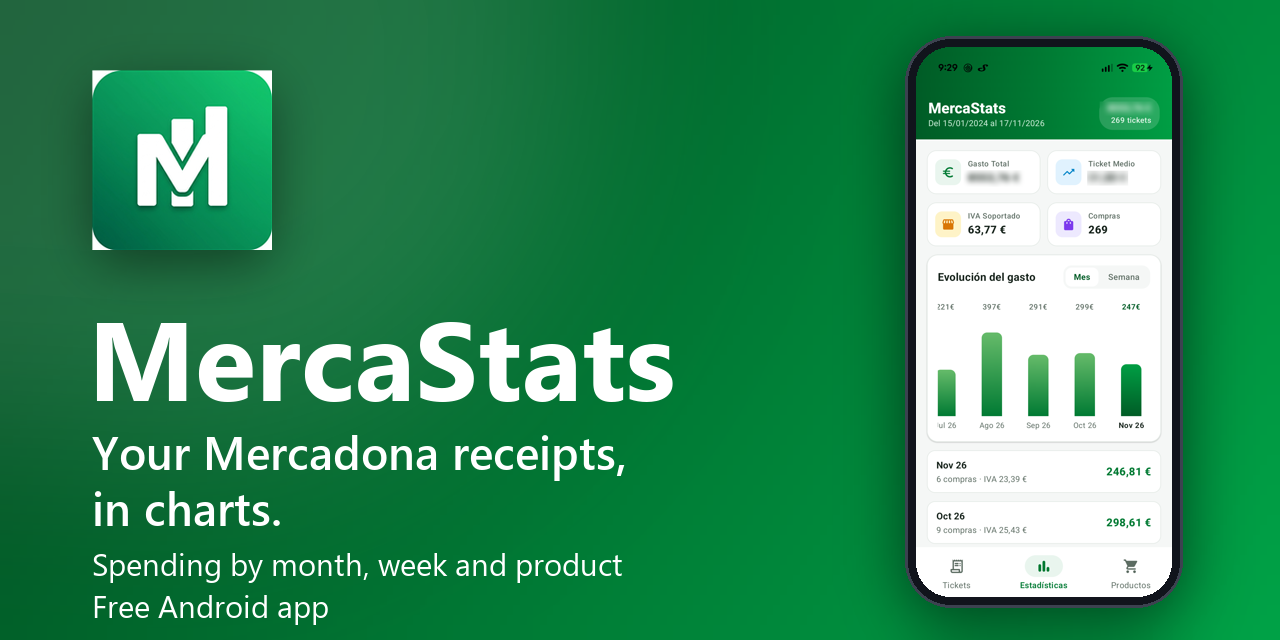 MercaStats
Your Mercadona receipts,
in charts.
Spending by month, week and product
Free Android app
9:29
92
MercaStats
Del 15/01/2024 al 17/11/2026
269 tickets
Gasto Total
Ticket Medio
IVA Soportado
63,77 €
Compras
269
Evolución del gasto
Mes Semana
221€ 397€ 291€ 299€ 247€
ul 26 Ago 26 Sep 26 Oct 26 Nov 26
Nov 26
6 compras · IVA 23,39 €
246,81 €
Oct 26
9 compras · IVA 25,43 €
298,61 €
Tickets Estadísticas Productos